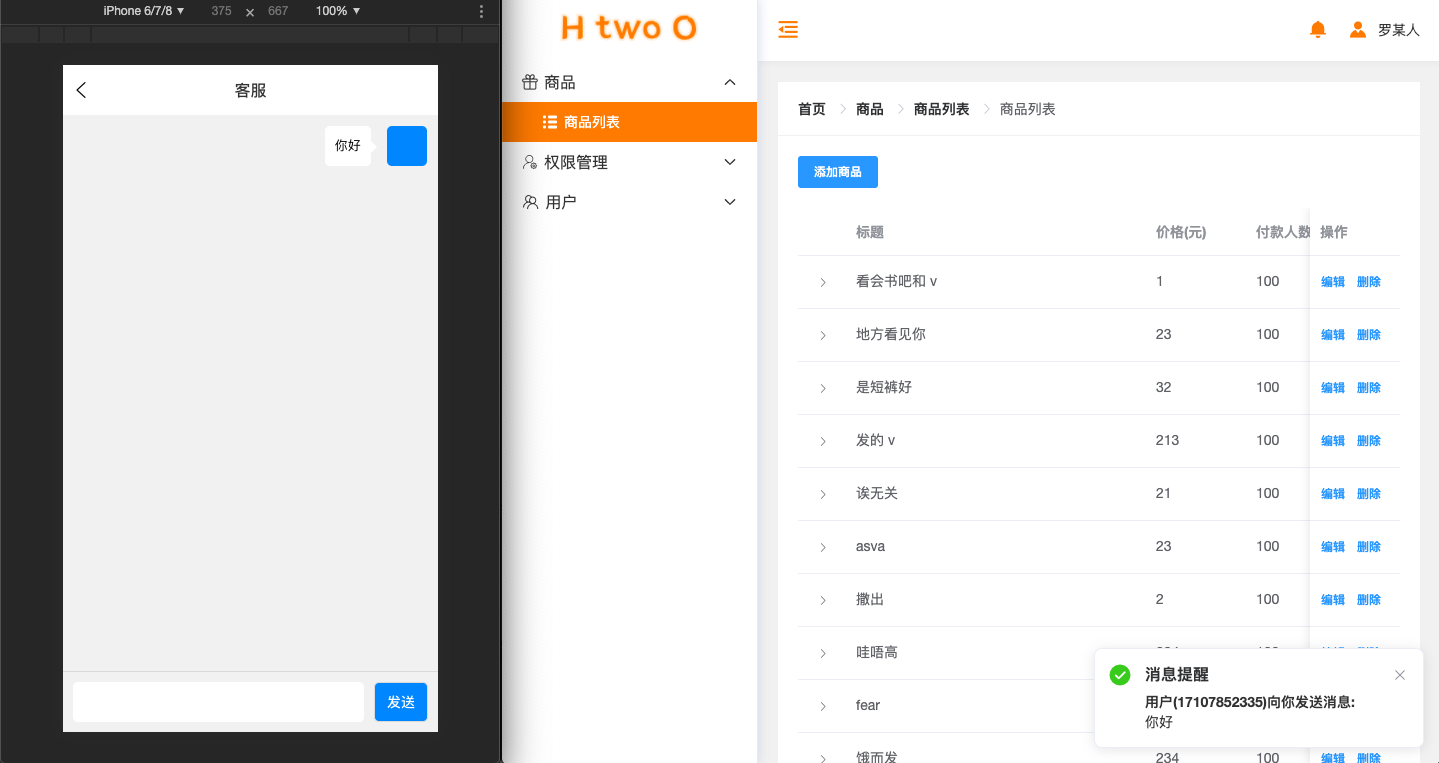 iPhone 6/7/8 ▼ 375 × 667 100% ▼
客服
你好
发送
H two O
商品
商品列表
权限管理
用户
罗某人
首页 > 商品 > 商品列表 > 商品列表
添加商品
标题 价格(元) 付款人数 操作
看会书吧和 v 1 100 编辑 删除
地方看见你 23 100 编辑 删除
是短裤好 32 100 编辑 删除
发的 v 213 100 编辑 删除
诶无关 21 100 编辑 删除
asva 23 100 编辑 删除
撒出 2 100 编辑 删除
哇唔高
fear
饿而发 234 100 编辑 删除
消息提醒
用户(17107852335)向你发送消息:
你好